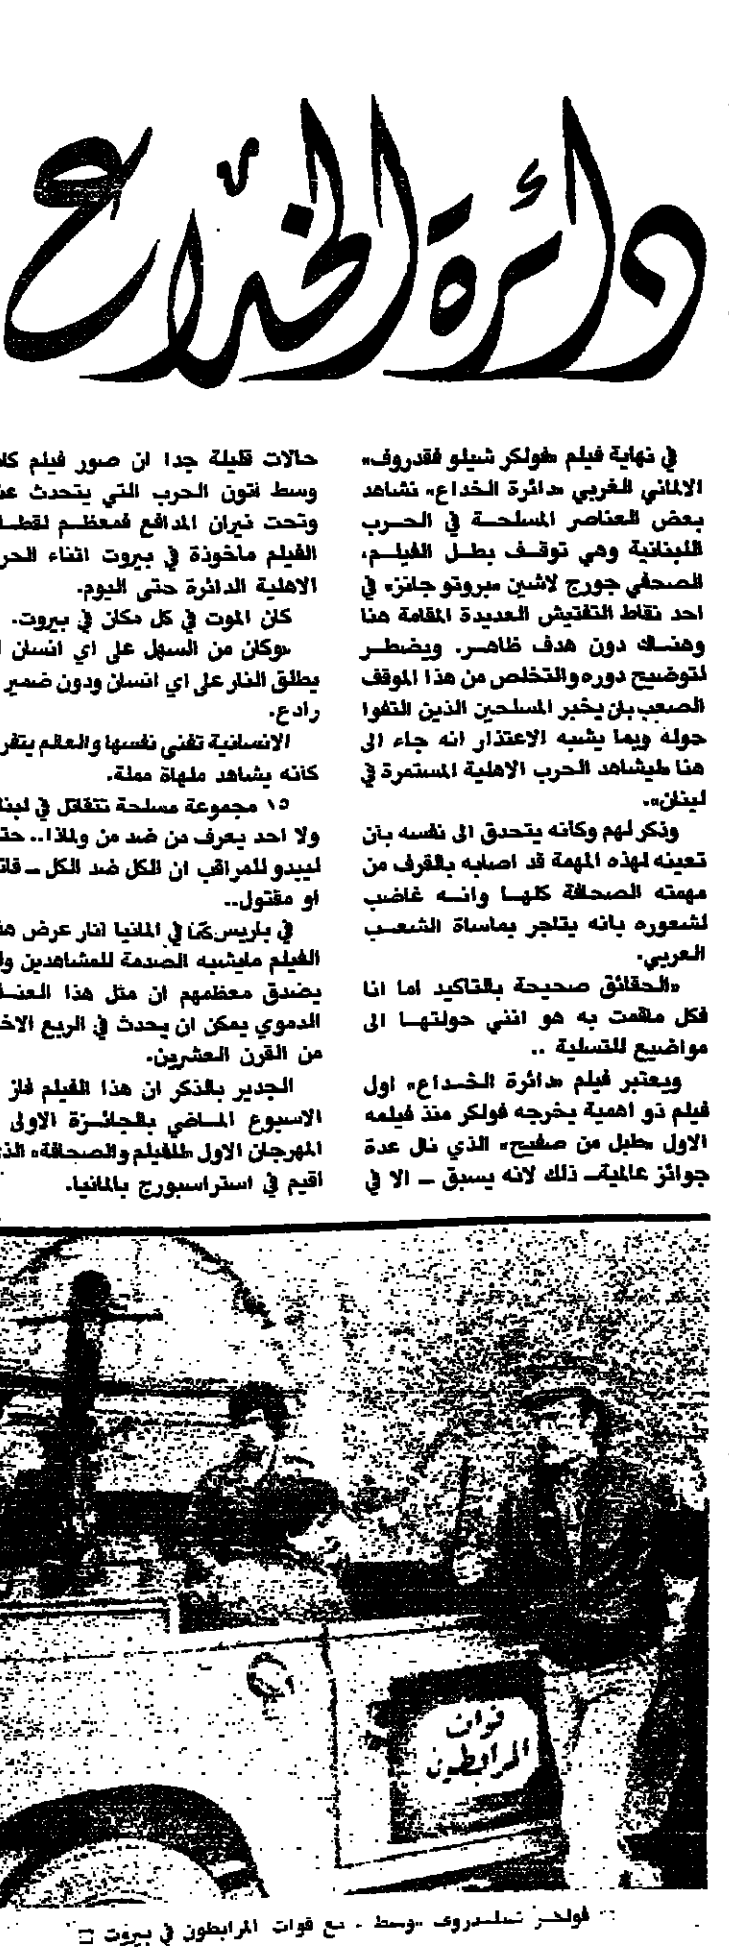 دائرة الخداع
في نهاية فيلم «فولكر شيلو فقدروف»
الالماني الغربي «دائرة الخداع» نشاهد
بعض العناصر المسلحة في الحرب
اللبنانية وهي توقف بطل الفيلم،
الصحفي جورج لاشين «برونو جانز» في
احد نقاط التفتيش العديدة المقامة هنا
وهناك دون هدف ظاهر. ويضطر
لتوضيح دوره والتخلص من هذا الموقف
الصعب بان يخبر المسلحين الذين التفوا
حوله وبما يشبه الاعتذار انه جاء الى
هنا «ليشاهد الحرب الاهلية المستمرة في
لبنان».
وذكر لهم وكأنه يتحدق الى نفسه بان
تعينه لهذه المهمة قد اصابه بالقرف من
مهمته الصحافة كلها وانه غاضب
لشعوره بانه يتاجر بماساة الشعب
العربي.
«الحقائق صحيحة بالتاكيد اما انا
فكل ماقمت به هو انني حولتها الى
مواضيع للتسلية ..
ويعتبر فيلم «دائرة الخداع» اول
فيلم ذو اهمية يخرجه فولكر منذ فيلمه
الاول «طبل من صفيح» الذي نال عدة
جوائز عالمية- ذلك لانه يسبق - الا في
حالات قليلة جدا ان صور فيلم
وسط اتون الحرب التي يتحدث
وتحت نيران المدافع فمعظم
الفيلم ماخوذة في بيروت اثناء
الاهلية الدائرة حتى اليوم.
كان الموت في كل مكان في بيروت.
«وكان من السهل على اي انسان
يطلق النار على اي انسان ودون ضمير
رادع.
الانسانية تفني نفسها والعالم
كانه يشاهد ملهاة مملة.
١٥ مجموعة مسلحة تتقاتل في
ولا احد يعرف من ضد من ولماذا..
ليبدو للمراقب ان الكل ضد الكل -
او مقتول..
في باريس كما في المانيا اثار عرض
الفيلم مايشبه الصدمة للمشاهدين
يصدق معظمهم ان مثل هذا
الدموي يمكن ان يحدث في الربع
من القرن العشرين.
الجدير بالذكر ان هذا الفيلم فاز
الاسبوع الماضي بالجائزة الاولى
المهرجان الاول «للفيلم والصحافة»
اقيم في استراسبورج بالمانيا.
قوات
المرابطون
فولكر شلندروف «وسط» مع قوات المرابطون في بيروت